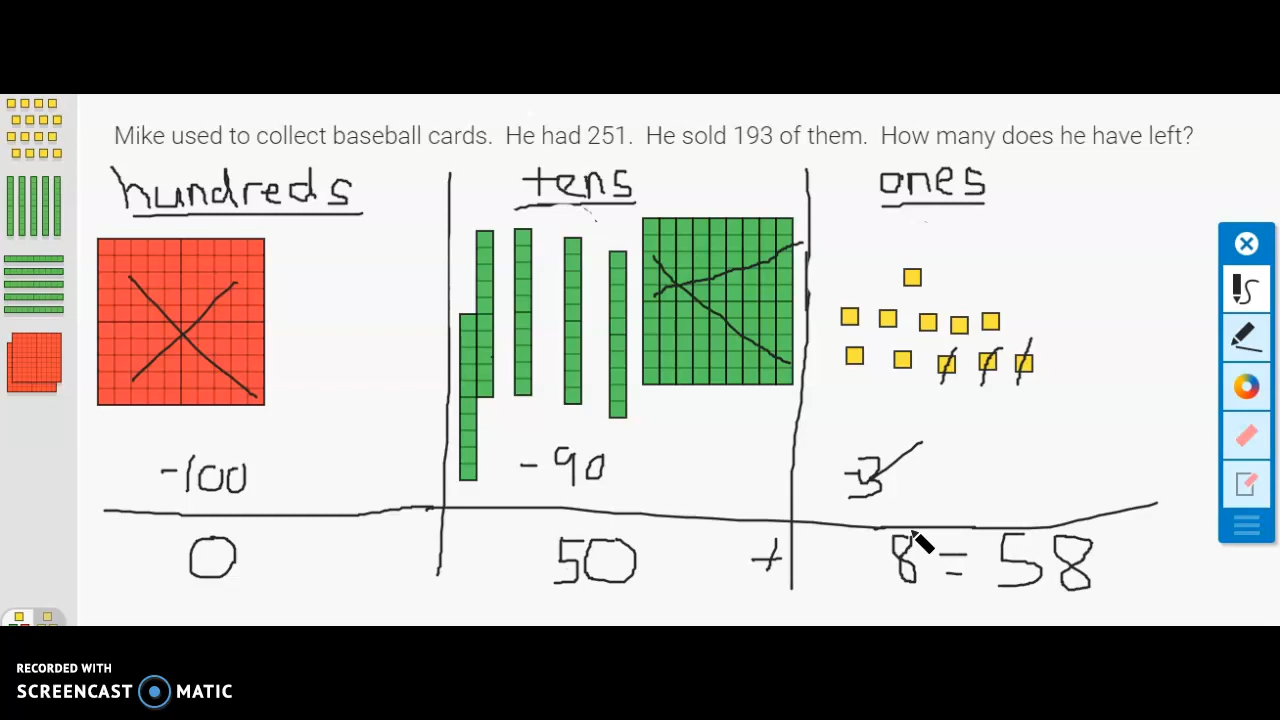 Mike used to collect baseball cards. He had 251. He sold 193 of them. How many does he have left?
hundreds tens ones
-100 -90 -3
0 50 + 8 = 58
RECORDED WITH
SCREENCAST MATIC